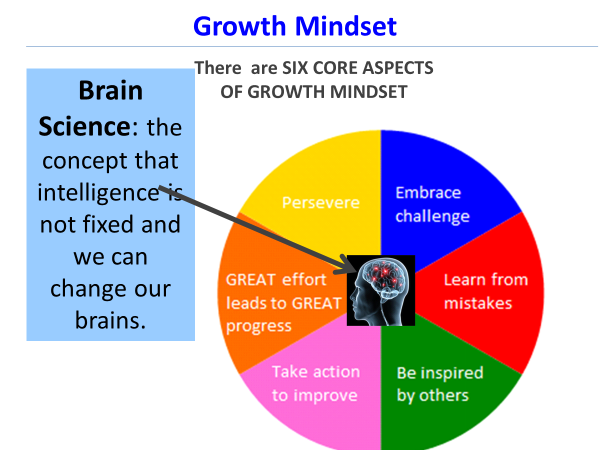 Growth Mindset
There are SIX CORE ASPECTS
OF GROWTH MINDSET
Brain
Science: the
concept that
intelligence is
not fixed and
we can
change our
brains.
Persevere
Embrace
challenge
GREAT effort
leads to GREAT
progress
Learn from
mistakes
Take action
to improve
Be inspired
by others